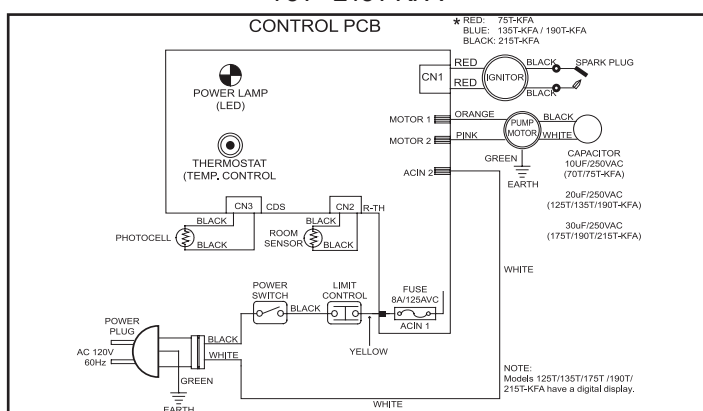 CONTROL PCB
* RED: 75T-KFA
BLUE: 135T-KFA / 190T-KFA
BLACK: 215T-KFA
POWER LAMP
(LED)
THERMOSTAT
(TEMP. CONTROL
CN1
RED
RED
IGNITOR
BLACK
BLACK
SPARK PLUG
MOTOR 1
ORANGE
MOTOR 2
PINK
PUMP
MOTOR
BLACK
WHITE
GREEN
EARTH
CAPACITOR
10UF/250VAC
(70T/75T-KFA)
20uF/250VAC
(125T/135T/190T-KFA)
30uF/250VAC
(175T/190T/215T-KFA)
ACIN 2
WHITE
CN3
CDS
CN2
R-TH
BLACK
BLACK
PHOTOCELL
BLACK
BLACK
ROOM
SENSOR
POWER
SWITCH
BLACK
LIMIT
CONTROL
YELLOW
FUSE
8A/125AVC
ACIN 1
POWER
PLUG
AC 120V
60Hz
BLACK
WHITE
GREEN
EARTH
WHITE
NOTE:
Models 125T/135T/175T /190T/
215T-KFA have a digital display.